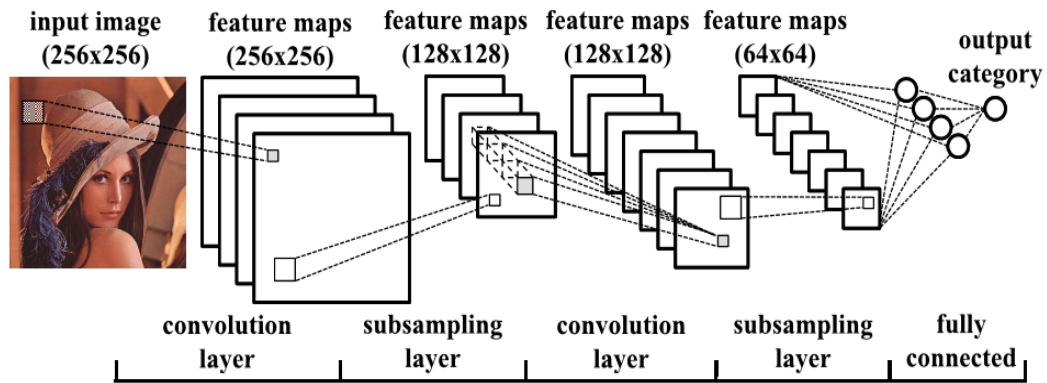 input image
(256x256)
feature maps
(256x256)
feature maps
(128x128)
feature maps
(128x128)
feature maps
(64x64)
output
category
convolution
layer
subsampling
layer
convolution
layer
subsampling
layer
fully
connected